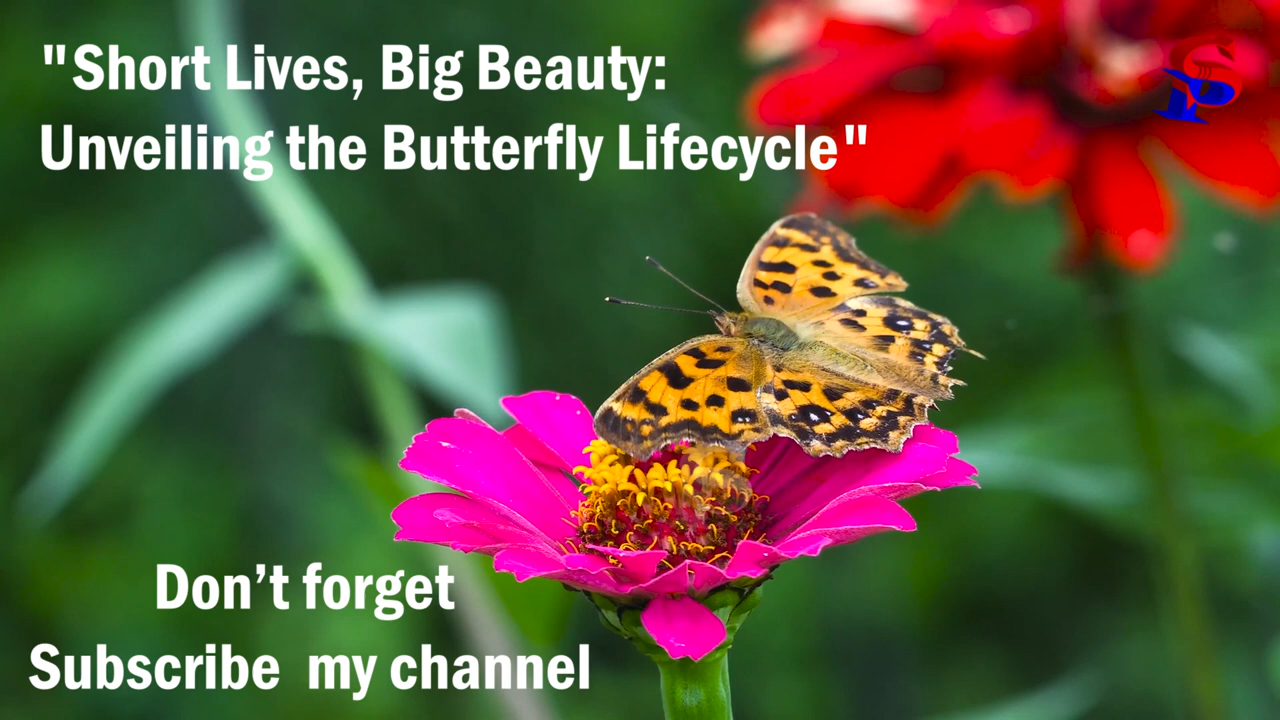 "Short Lives, Big Beauty:
Unveiling the Butterfly Lifecycle"
Don’t forget
Subscribe  my channel